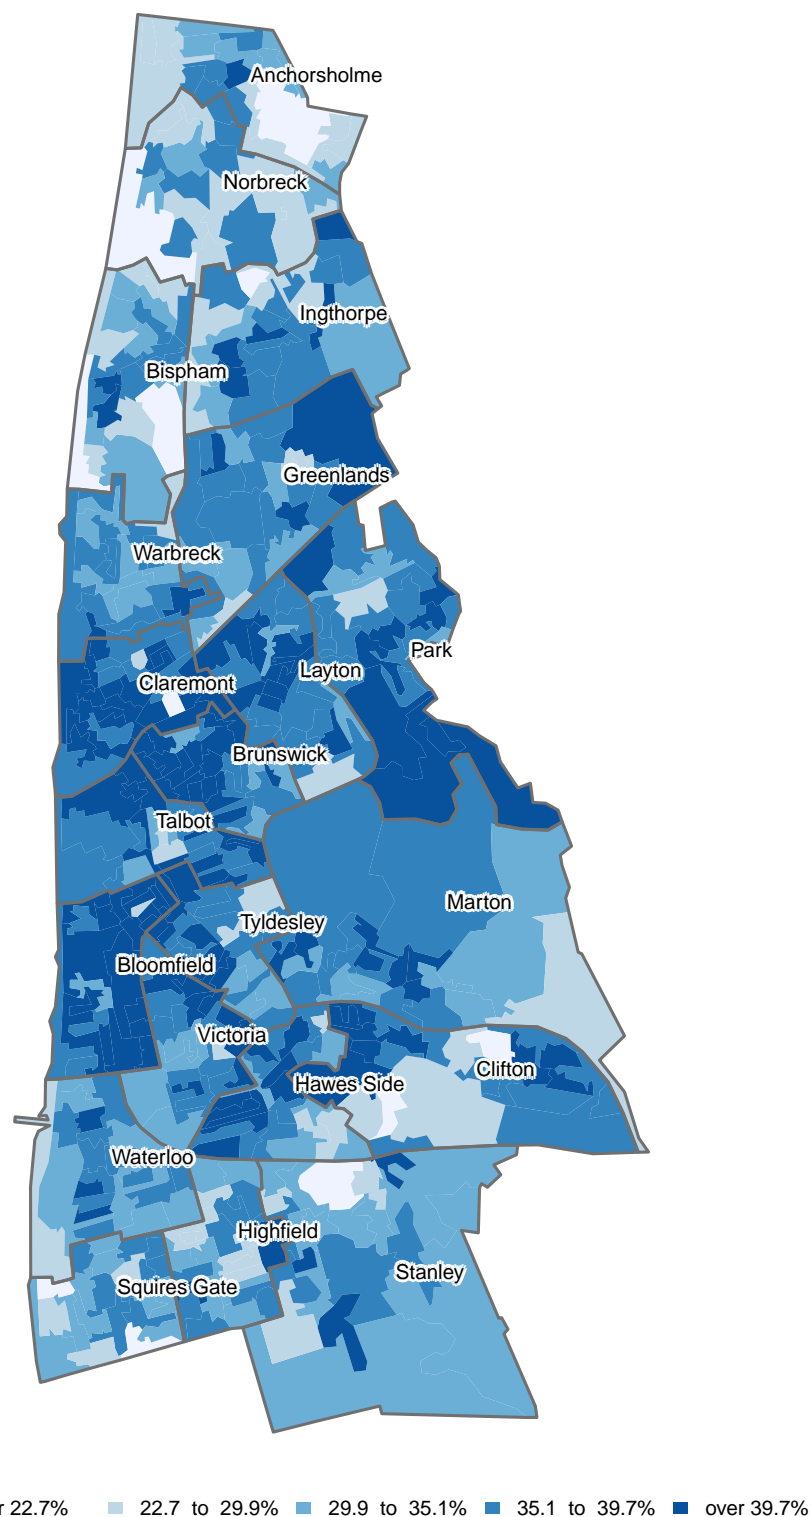 Anchorsholme
Norbreck
Ingthorpe
Bispham
Greenlands
Warbreck
Park
Layton
Claremont
Brunswick
Talbot
Marton
Tyldesley
Bloomfield
Victoria
Clifton
Hawes Side
Waterloo
Highfield
Stanley
Squires Gate
r 22.7% 22.7 to 29.9% 29.9 to 35.1% 35.1 to 39.7% over 39.7%